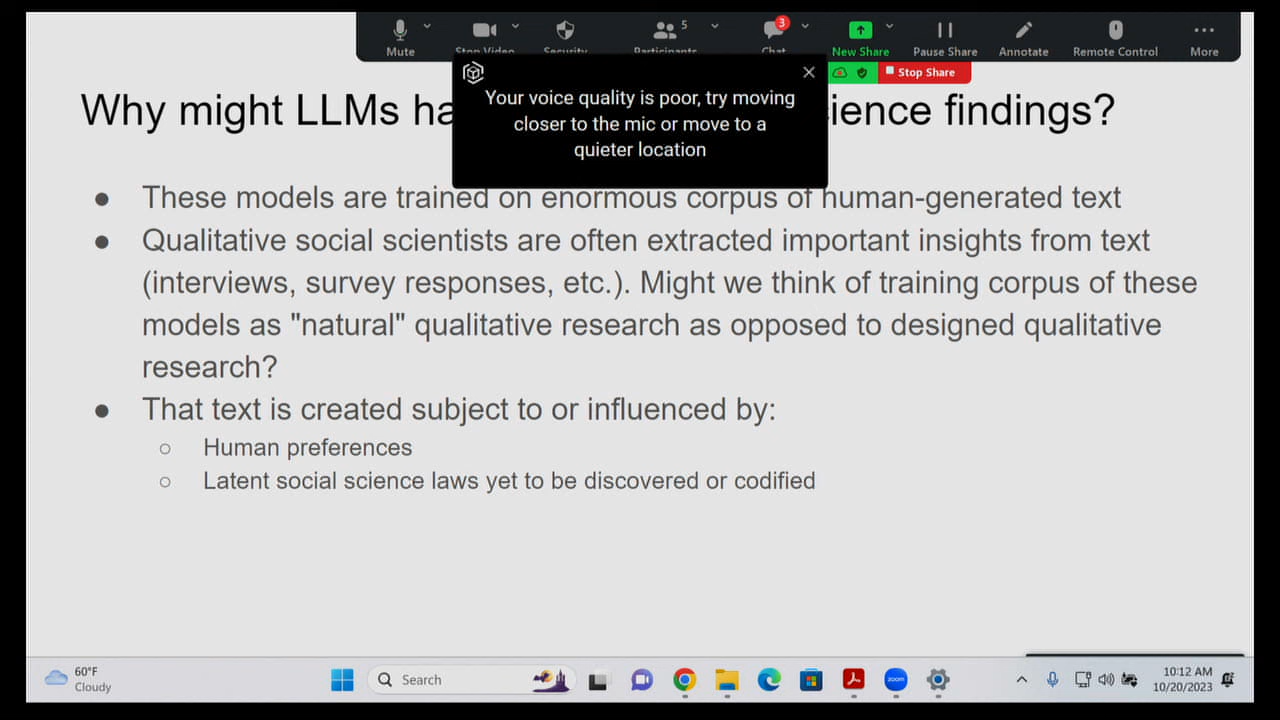 Mute
Stop Video
Security
Participants
5
Chat
3
New Share
Pause Share
Annotate
Remote Control
More
Stop Share
Your voice quality is poor, try moving
closer to the mic or move to a
quieter location
Why might LLMs ha
ience findings?
These models are trained on enormous corpus of human-generated text
Qualitative social scientists are often extracted important insights from text
(interviews, survey responses, etc.). Might we think of training corpus of these
models as "natural" qualitative research as opposed to designed qualitative
research?
That text is created subject to or influenced by:
Human preferences
Latent social science laws yet to be discovered or codified
60°F
Cloudy
Search
zoom
10:12 AM
10/20/2023